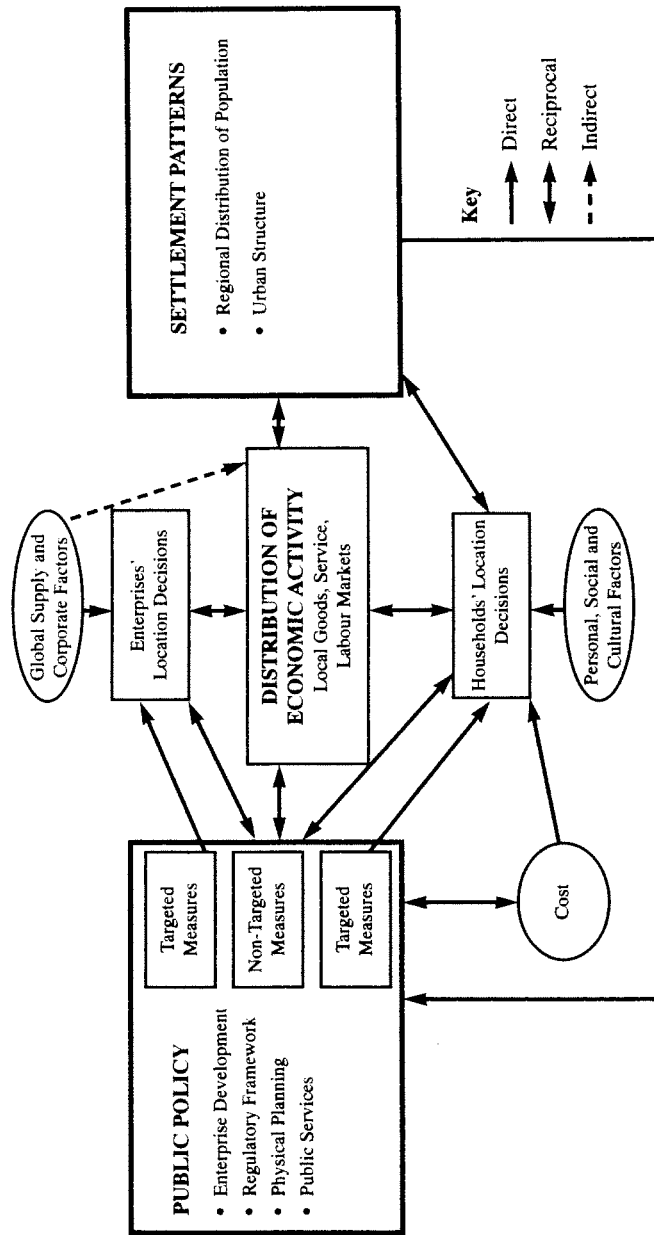 PUBLIC POLICY
• Enterprise Development
• Regulatory Framework
• Physical Planning
• Public Services
Targeted
Measures
Non-Targeted
Measures
Targeted
Measures
Cost
Global Supply and
Corporate Factors
Enterprises'
Location Decisions
DISTRIBUTION OF
ECONOMIC ACTIVITY
Local Goods, Service,
Labour Markets
Households' Location
Decisions
Personal, Social and
Cultural Factors
SETTLEMENT PATTERNS
• Regional Distribution of Population
• Urban Structure
Key
Direct
Reciprocal
Indirect